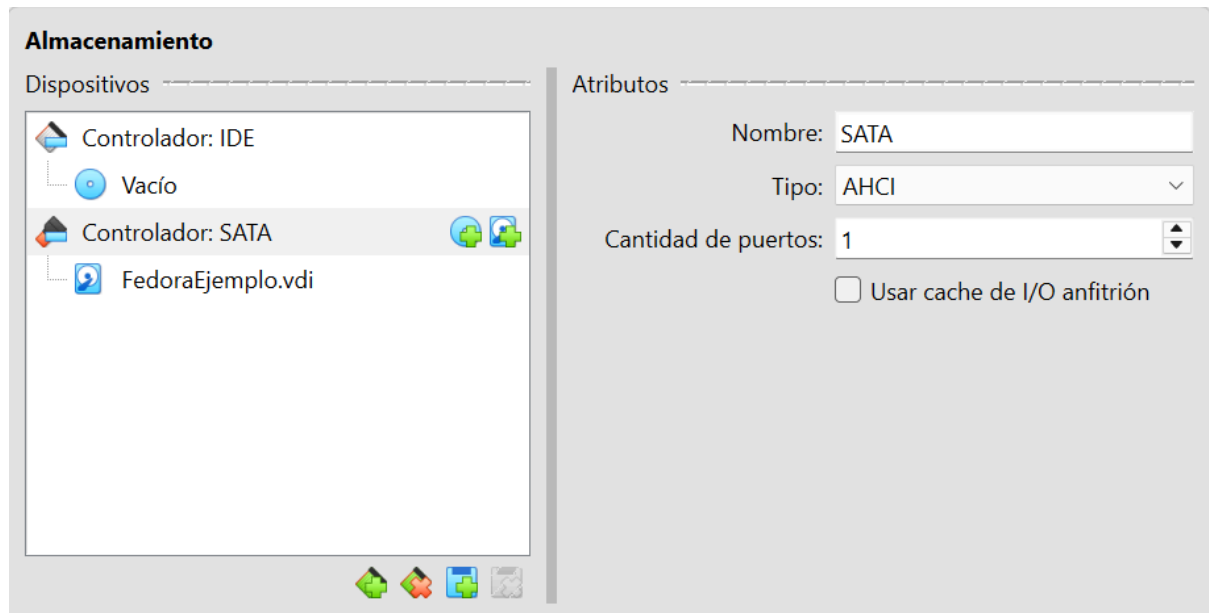 Almacenamiento
Dispositivos
Controlador: IDE
Vacío
Controlador: SATA
FedoraEjemplo.vdi
Atributos
Nombre: SATA
Tipo: AHCI
Cantidad de puertos: 1
Usar cache de I/O anfitrión